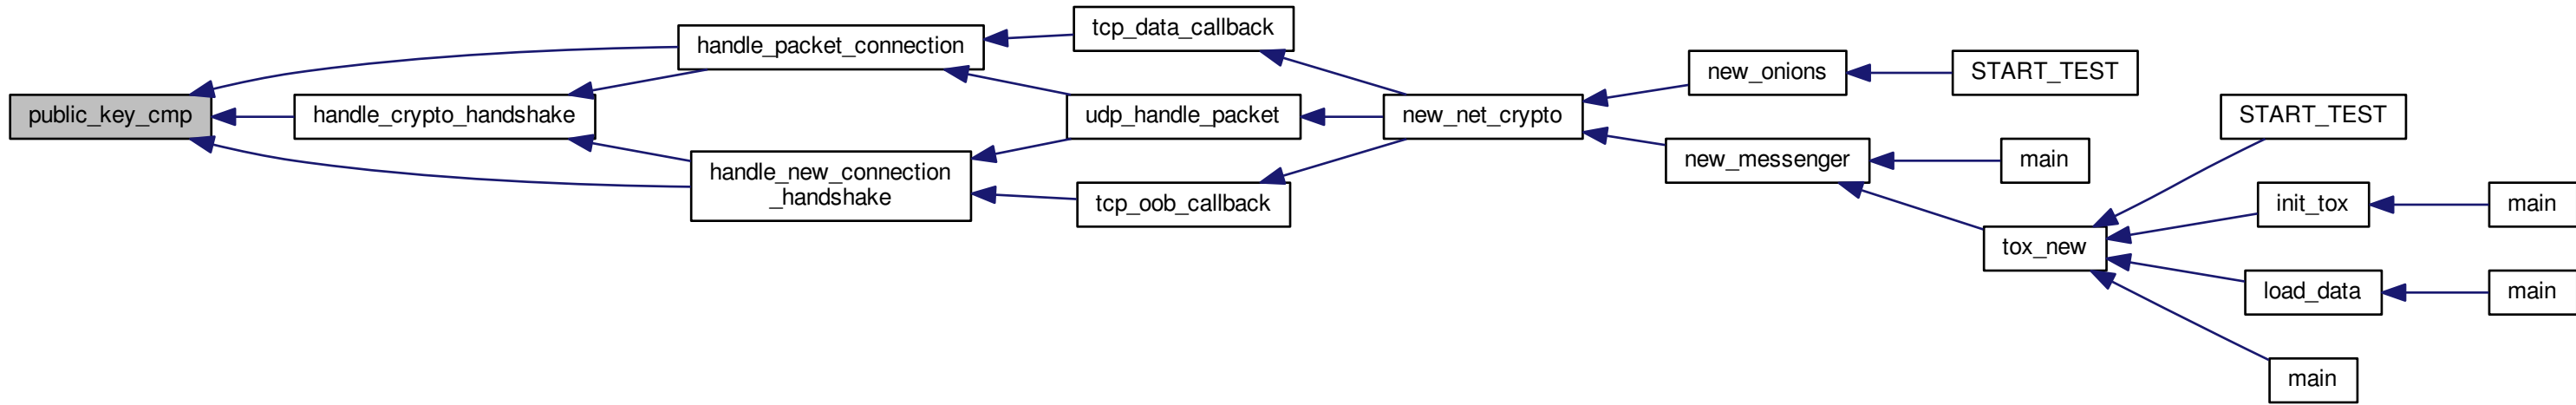 public_key_cmp
handle_packet_connection
handle_crypto_handshake
handle_new_connection
_handshake
tcp_data_callback
udp_handle_packet
tcp_oob_callback
new_net_crypto
new_onions
new_messenger
START_TEST
main
tox_new
START_TEST
init_tox
load_data
main
main
main